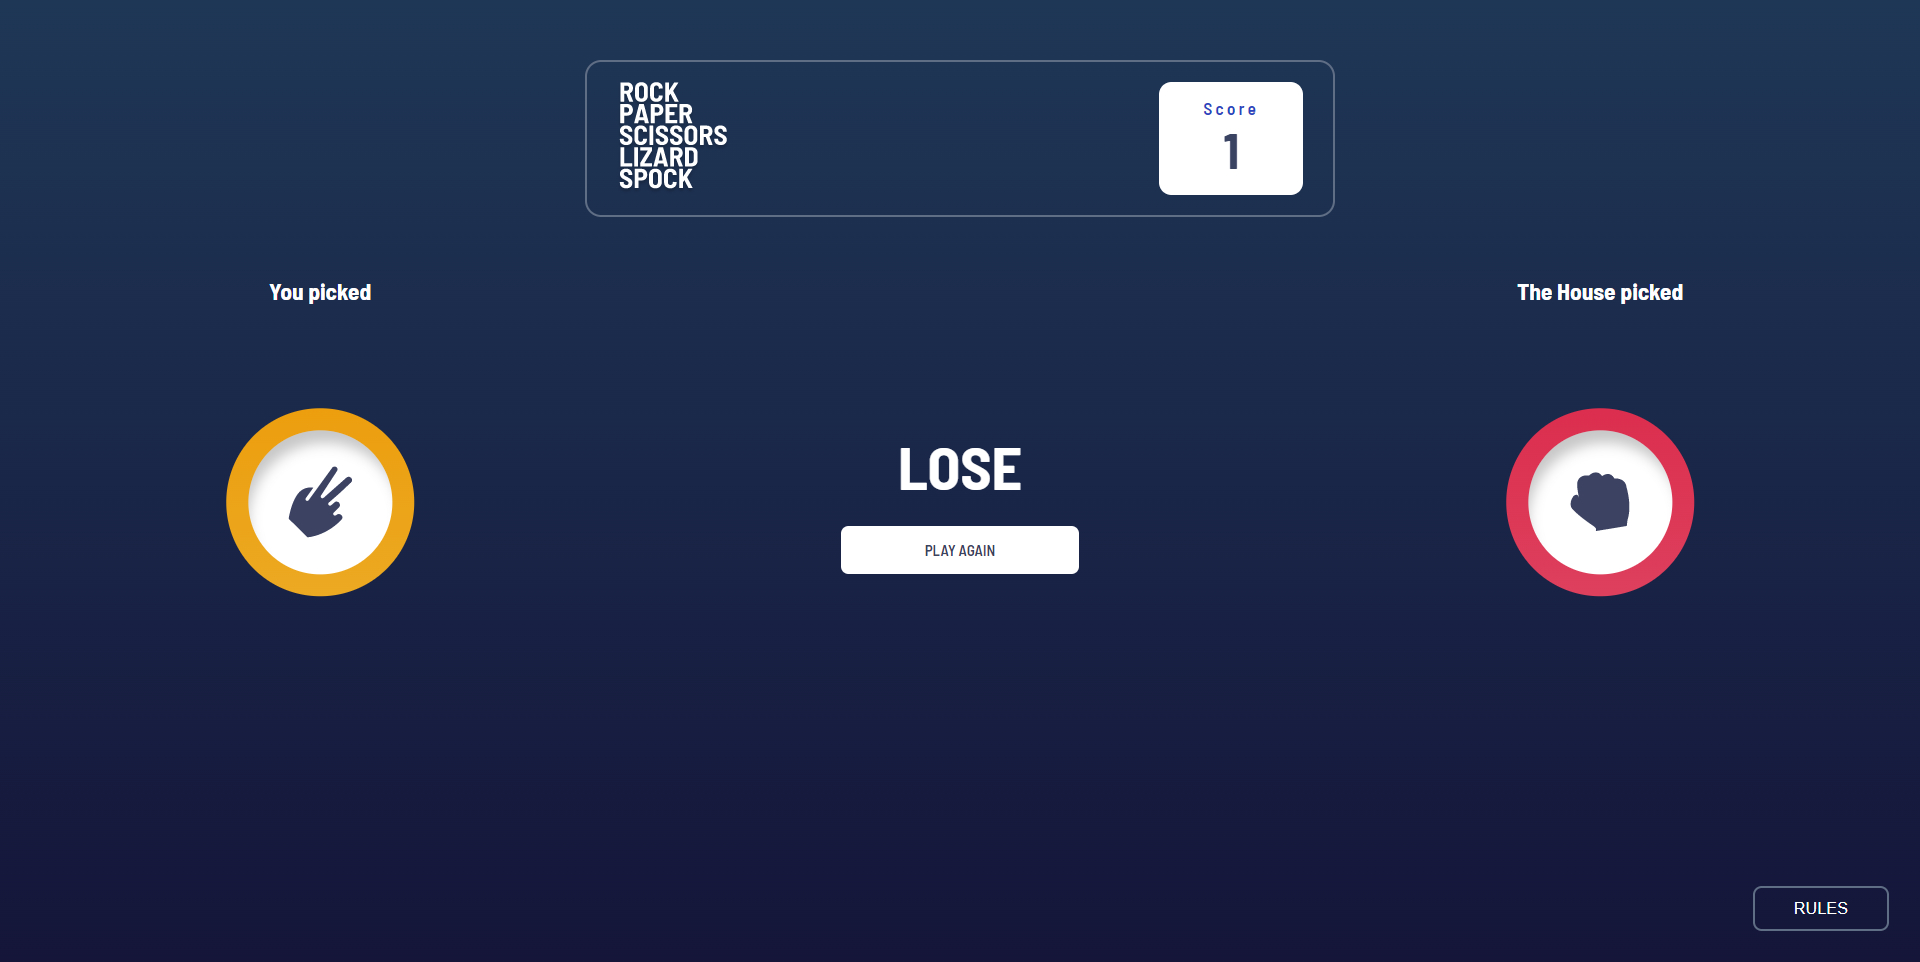 ROCK
PAPER
SCISSORS
LIZARD
SPOCK
Score
1
You picked
The House picked
LOSE
PLAY AGAIN
RULES